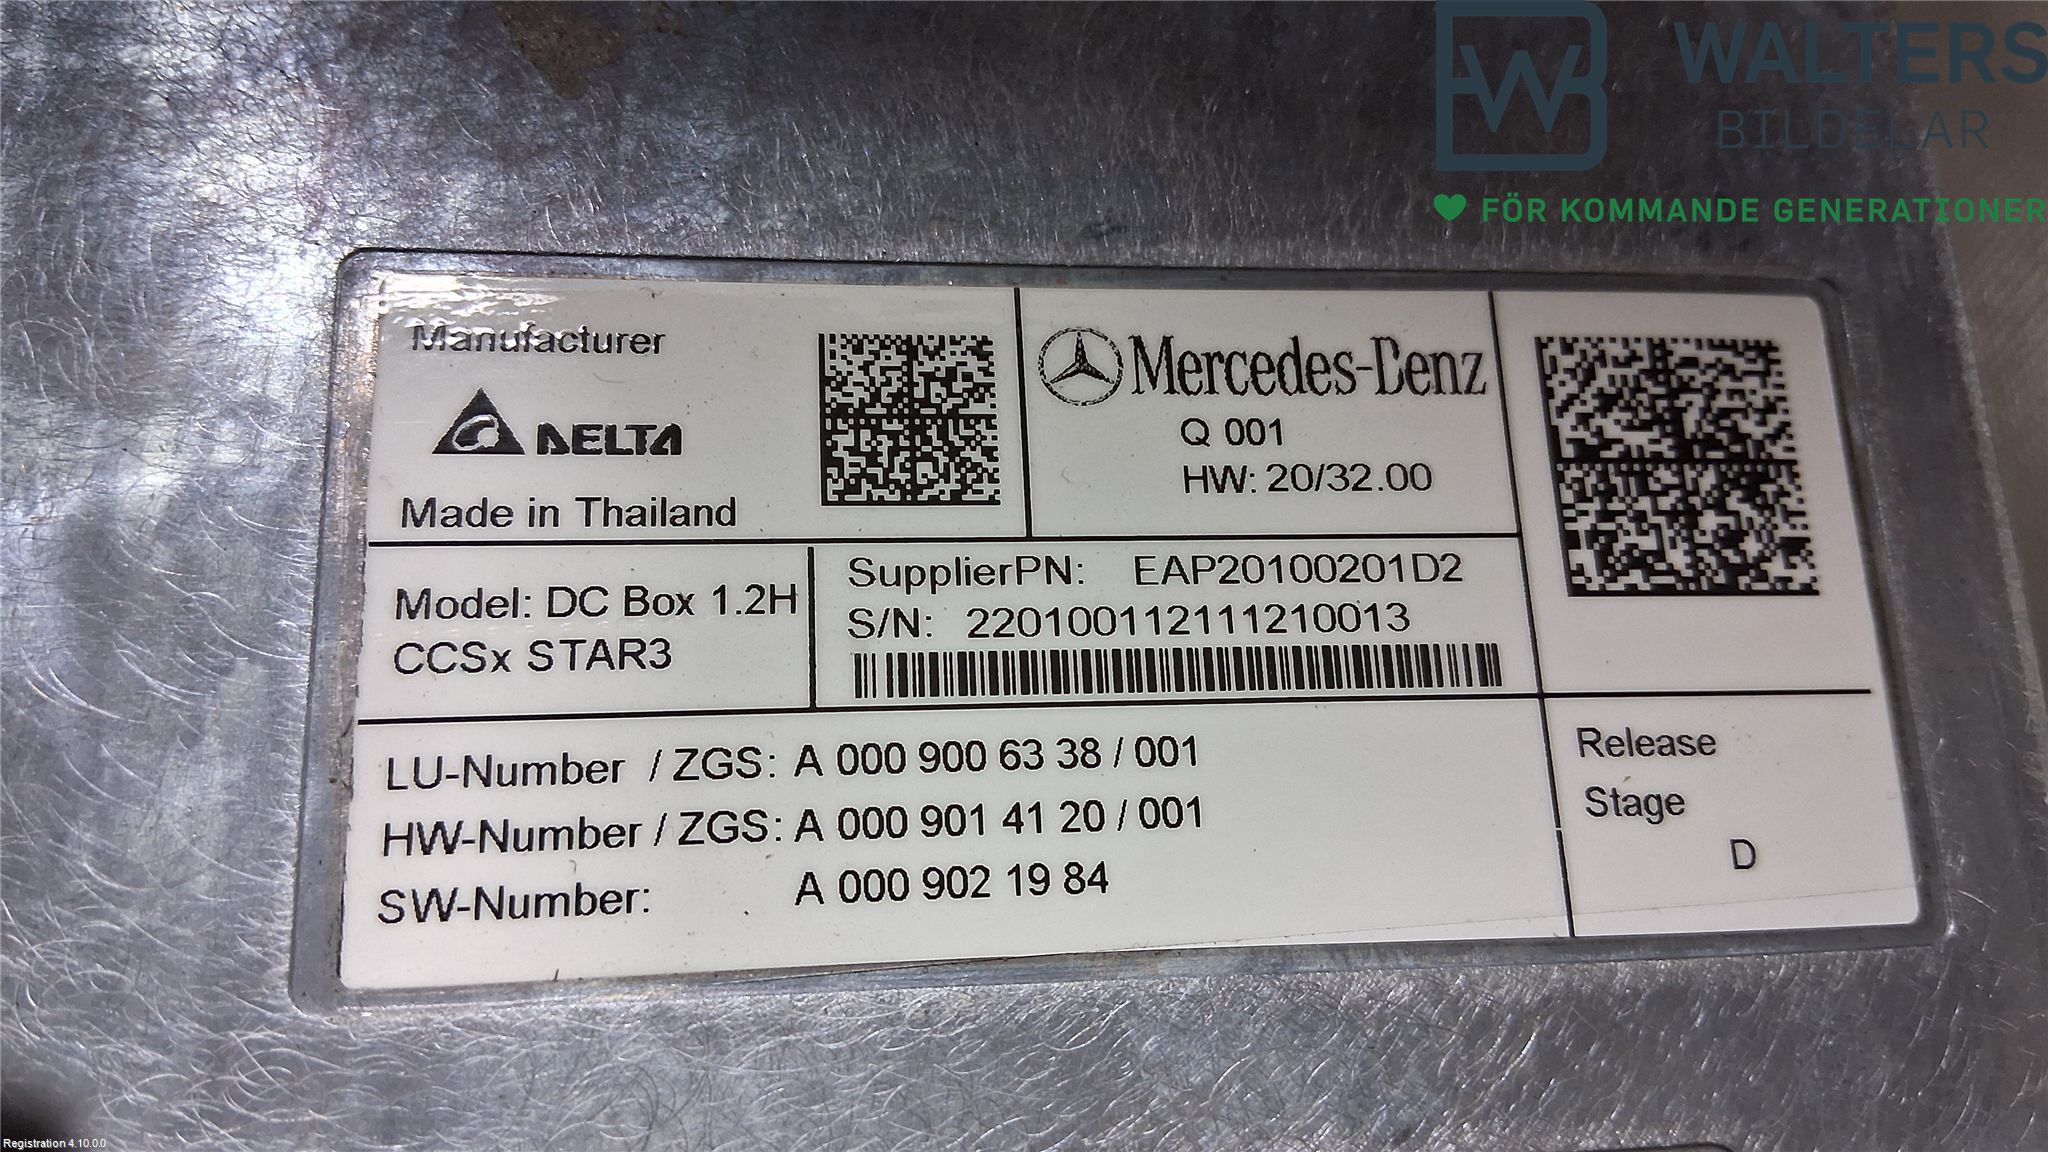 WALTERS
BILDELAR
FÖR KOMMANDE GENERATIONER
Manufacturer
DELTA
Made in Thailand
Mercedes-Benz
Q 001
HW: 20/32.00
Model: DC Box 1.2H
CCSx STAR3
SupplierPN: EAP20100201D2
S/N: 220100112111210013
LU-Number / ZGS: A 000 900 63 38 / 001
HW-Number / ZGS: A 000 901 41 20 / 001
SW-Number: A 000 902 19 84
Release
Stage
D
Registration 4.10.0.0